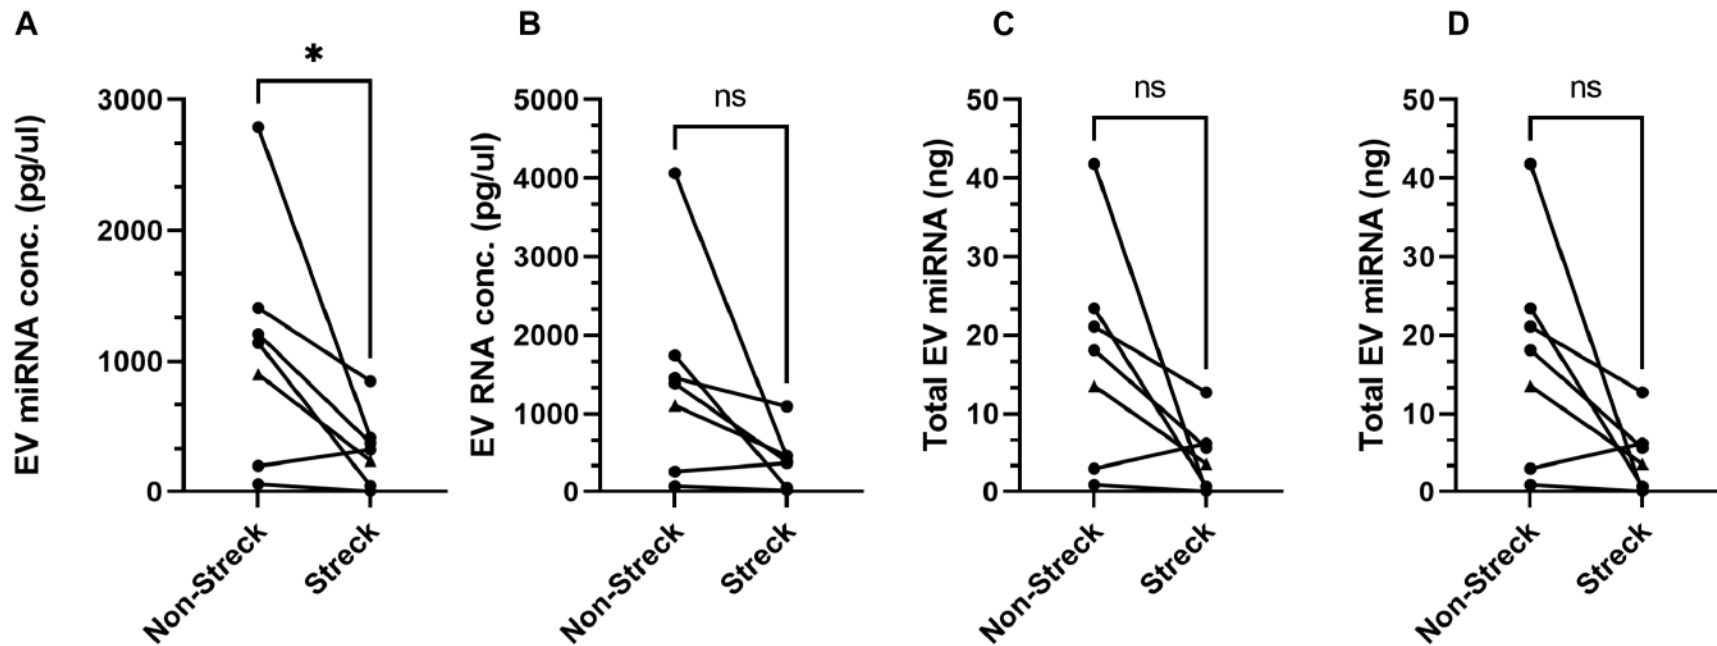 A
*
EV miRNA conc. (pg/ul)
3000
2000
1000
0
Non-Streck
Streck
B
ns
EV RNA conc. (pg/ul)
5000
4000
3000
2000
1000
0
Non-Streck
Streck
C
ns
Total EV miRNA (ng)
50
40
30
20
10
0
Non-Streck
Streck
D
ns
Total EV miRNA (ng)
50
40
30
20
10
0
Non-Streck
Streck